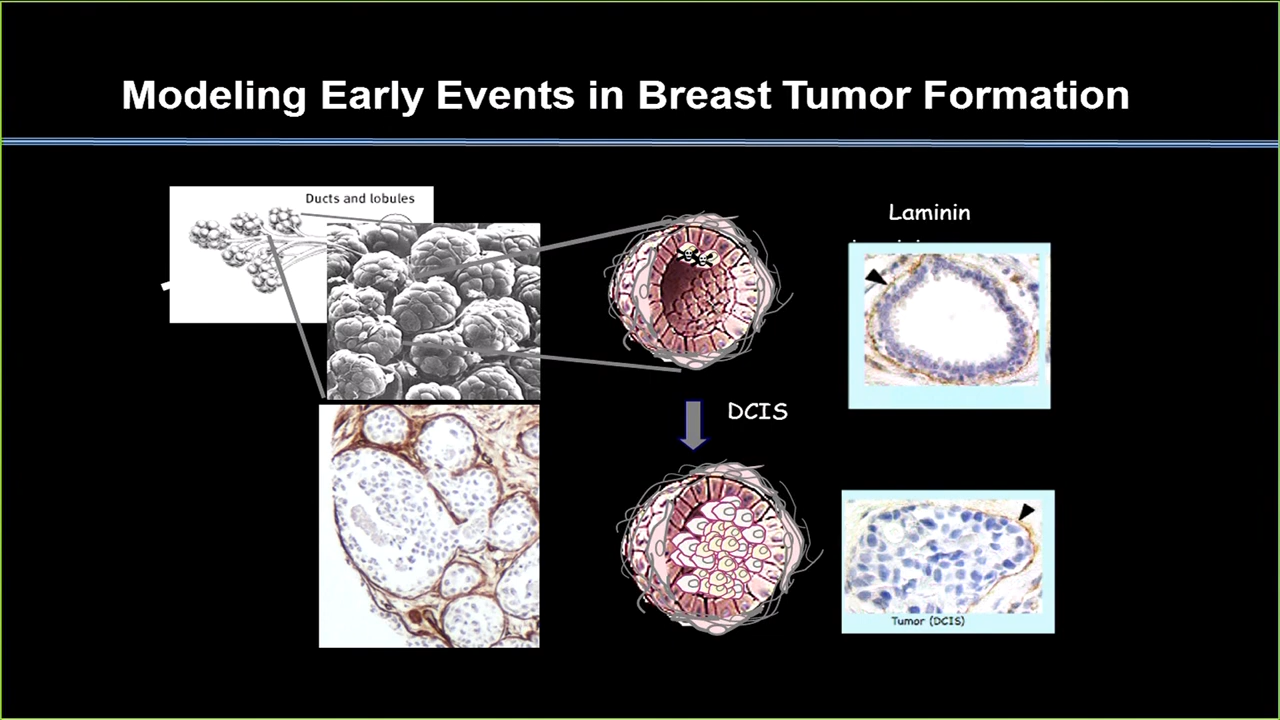 Modeling Early Events in Breast Tumor Formation
Ducts and lobules
Laminin
DCIS
Tumor (DCIS)